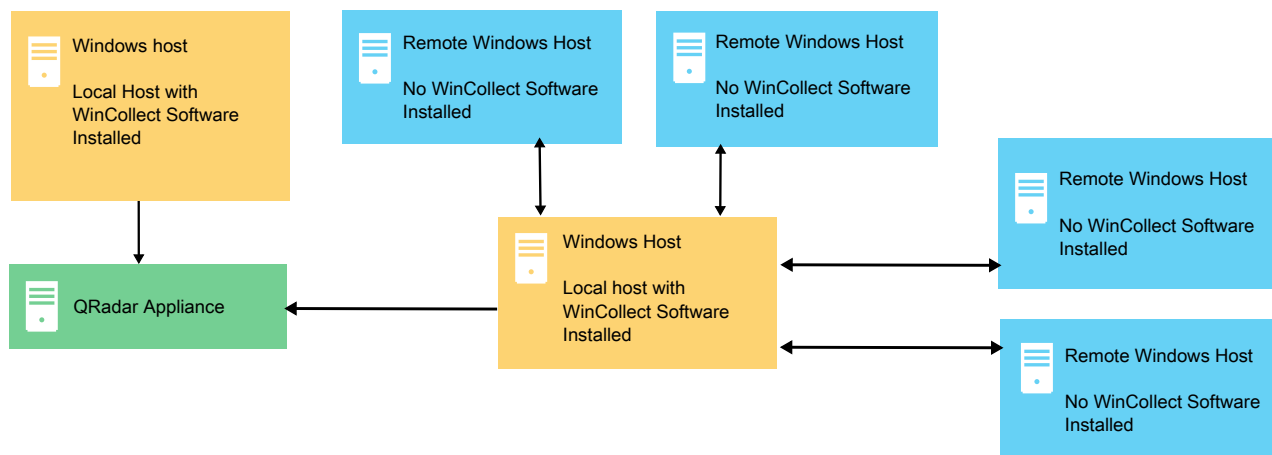 Windows host
Local Host with
WinCollect Software
Installed
Remote Windows Host
No WinCollect Software
Installed
Remote Windows Host
No WinCollect Software
Installed
Remote Windows Host
No WinCollect Software
Installed
Windows Host
Local host with
WinCollect Software
Installed
QRadar Appliance
Remote Windows Host
No WinCollect Software
Installed